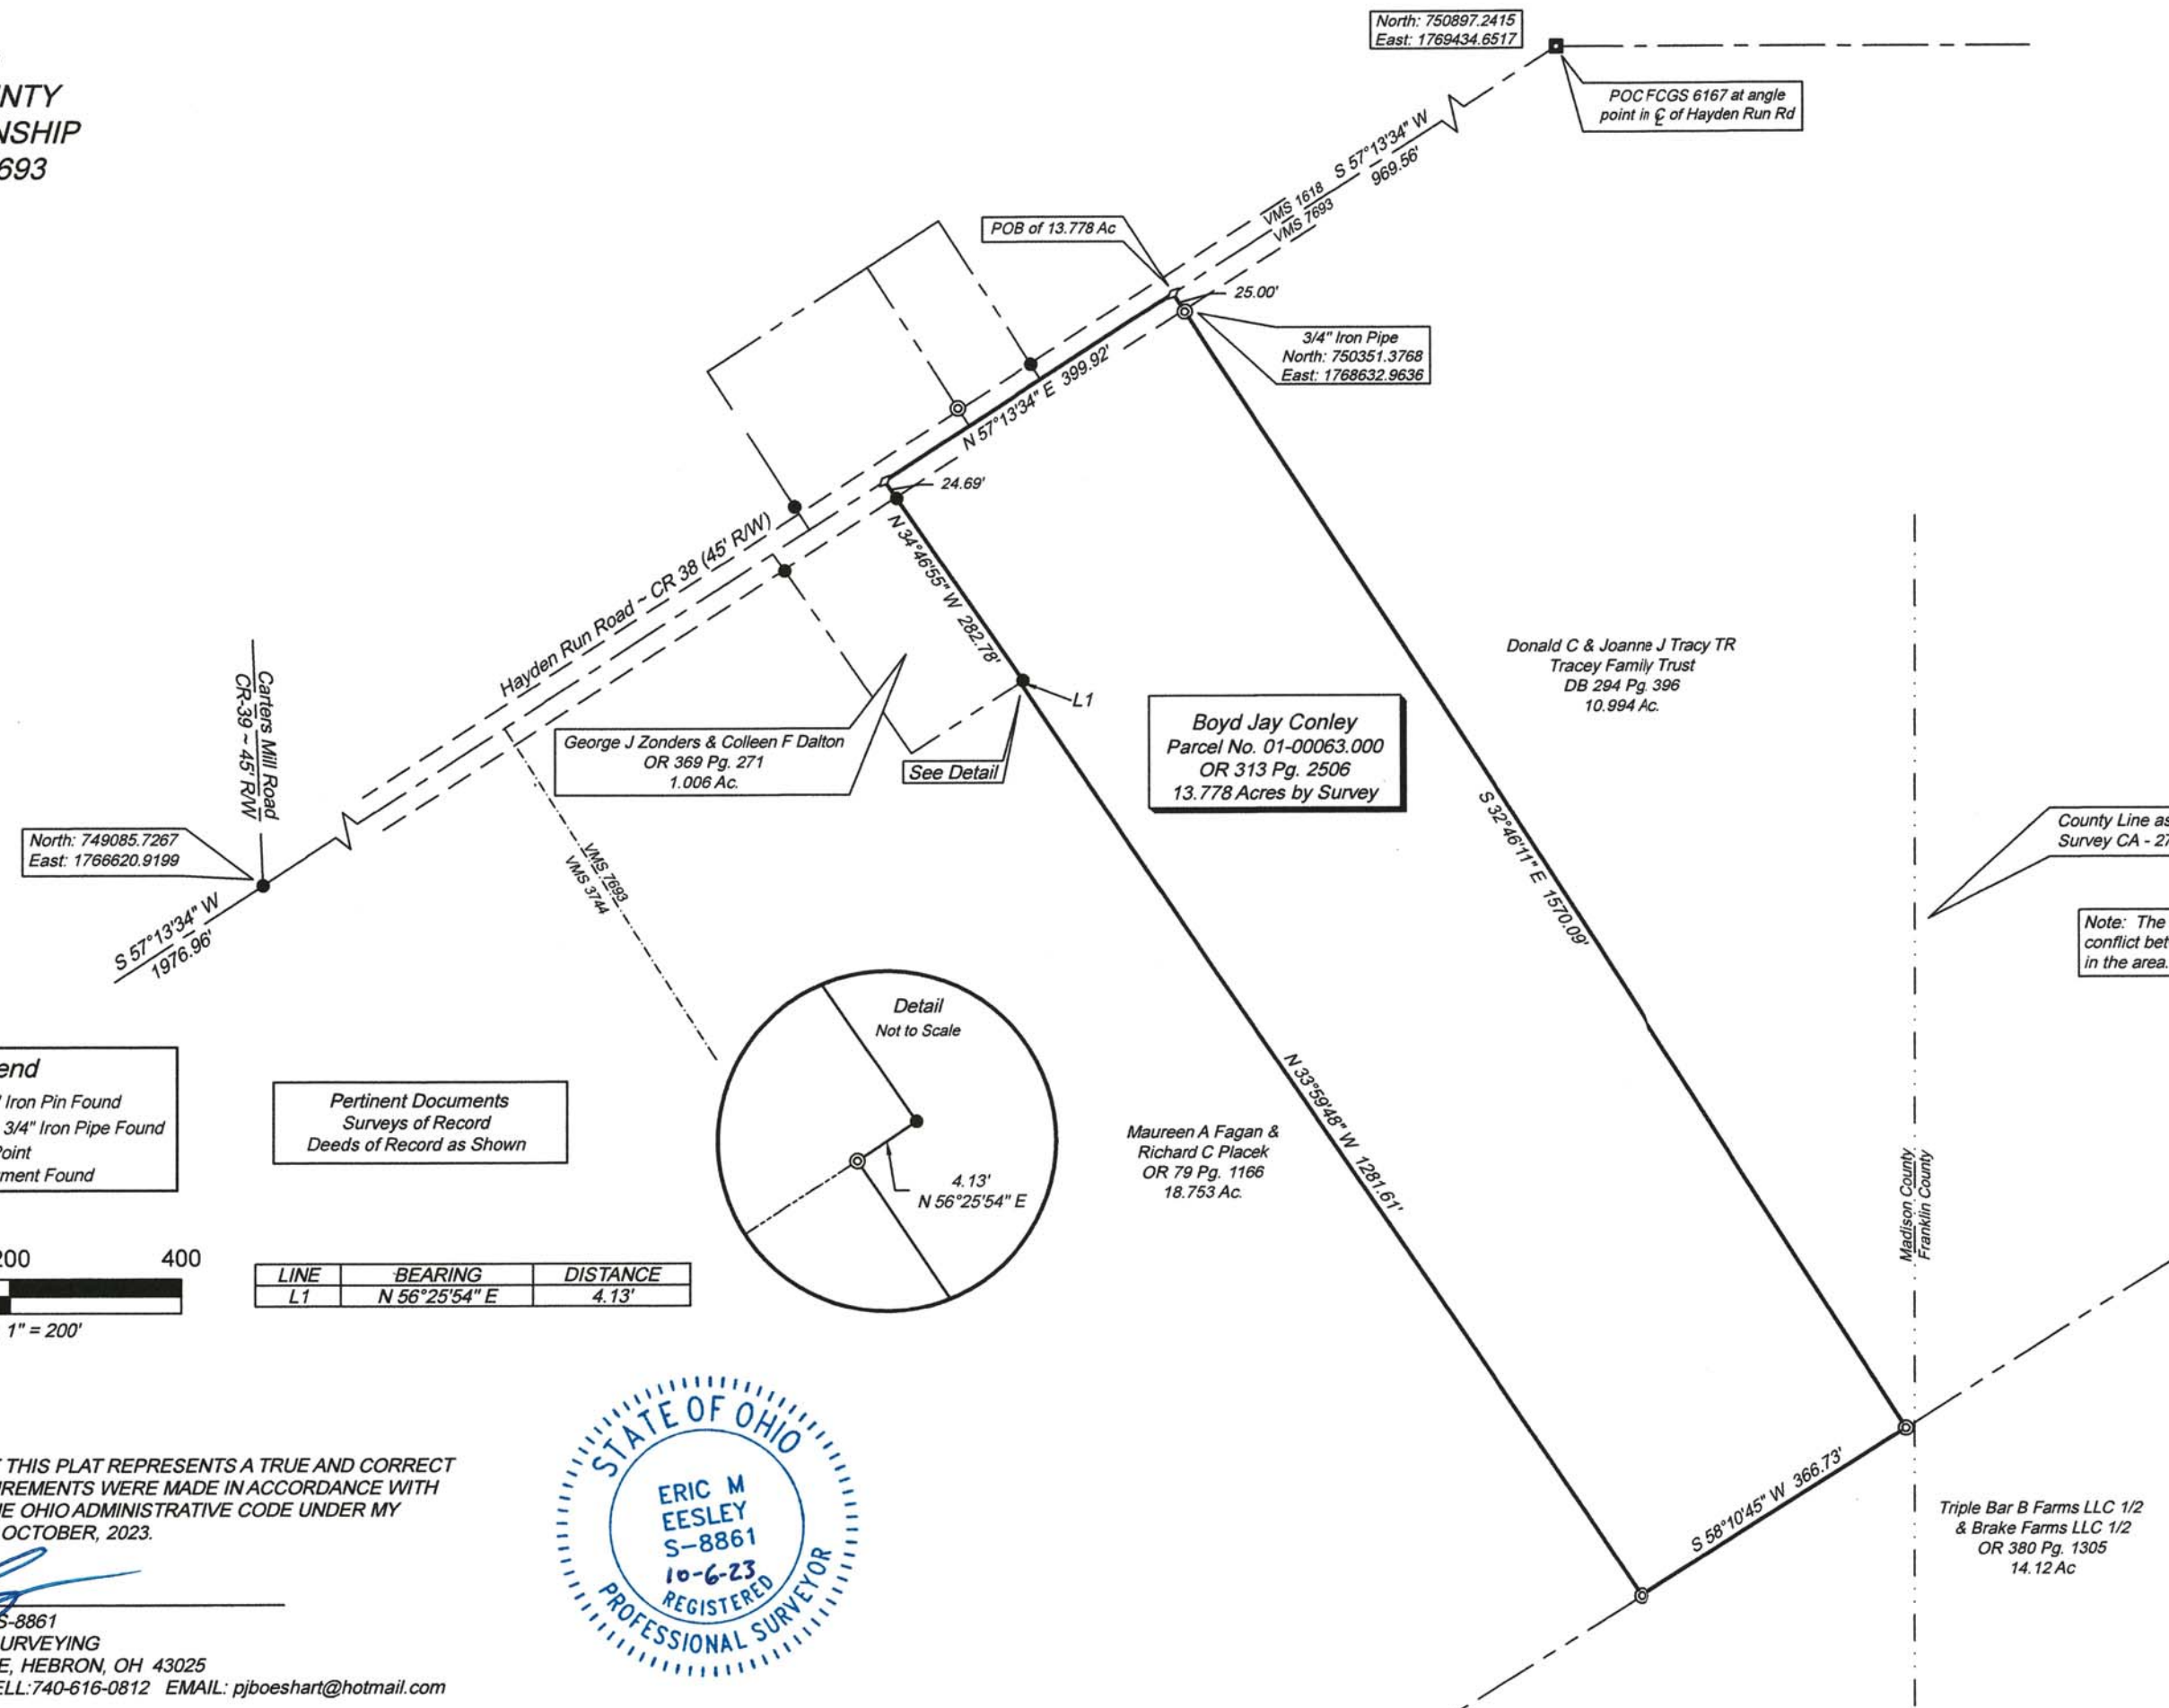 NTY
NSHIP
693
North: 750897.2415
East: 1769434.6517
POC FCGS 6167 at angle
point in ℄ of Hayden Run Rd
S 57°13'34" W
969.56'
VMS 1618
VMS 7693
POB of 13.778 Ac
25.00'
3/4" Iron Pipe
North: 750351.3768
East: 1768632.9636
N 57°13'34" E 399.92'
24.69'
N 34°46'55" W 282.78'
Hayden Run Road ~ CR 38 (45' R/W)
Carters Mill Road
CR-39 ~ 45' R/W
Donald C & Joanne J Tracy TR
Tracey Family Trust
DB 294 Pg. 396
10.994 Ac.
L1
George J Zonders & Colleen F Dalton
OR 369 Pg. 271
1.006 Ac.
See Detail
Boyd Jay Conley
Parcel No. 01-00063.000
OR 313 Pg. 2506
13.778 Acres by Survey
S 32°46'11" E 1570.09'
North: 749085.7267
East: 1766620.9199
VMS 7693
VMS 3744
S 57°13'34" W
1976.96'
County Line as
Survey CA - 27
Note: The
conflict bet
in the area.
Detail
Not to Scale
4.13'
N 56°25'54" E
end
Iron Pin Found
3/4" Iron Pipe Found
Point
ment Found
Pertinent Documents
Surveys of Record
Deeds of Record as Shown
N 33°59'48" W 1281.61'
Maureen A Fagan &
Richard C Placek
OR 79 Pg. 1166
18.753 Ac.
Madison County
Franklin County
200 400
1" = 200'
LINE BEARING DISTANCE
L1 N 56°25'54" E 4.13'
S 58°10'45" W 366.73'
Triple Bar B Farms LLC 1/2
& Brake Farms LLC 1/2
OR 380 Pg. 1305
14.12 Ac
THIS PLAT REPRESENTS A TRUE AND CORRECT
UREMENTS WERE MADE IN ACCORDANCE WITH
HE OHIO ADMINISTRATIVE CODE UNDER MY
OCTOBER, 2023.
STATE OF OHIO
ERIC M
EESLEY
S-8861
10-6-23
REGISTERED
PROFESSIONAL SURVEYOR
S-8861
URVEYING
E, HEBRON, OH 43025
ELL:740-616-0812 EMAIL: pjboeshart@hotmail.com